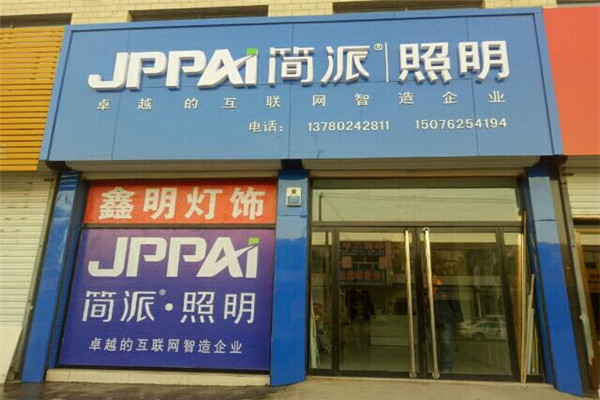 JPPAi 简派®|照明
卓越的互联网智造企业
电话： 13780242811 15076254194
鑫明灯饰
JPPAi
简派®·照明
卓越的互联网智造企业